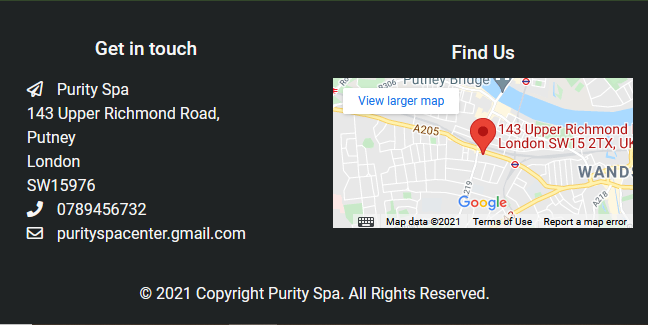 Get in touch
Purity Spa
143 Upper Richmond Road,
Putney
London
SW15976
0789456732
purityspacenter.gmail.com
Find Us
B306
Putney Bridge
View larger map
A205
143 Upper Richmond
London SW15 2TX, UK
WANDS
A219
A218
Google
Map data ©2021
Terms of Use
Report a map error
© 2021 Copyright Purity Spa. All Rights Reserved.